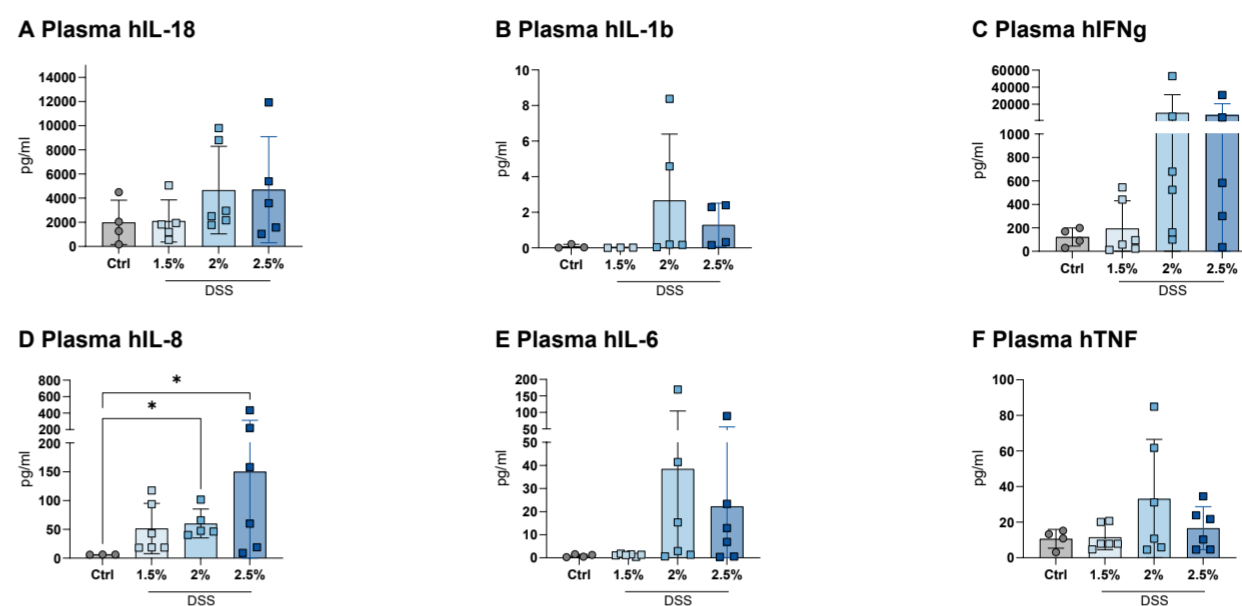 A Plasma hIL-18
B Plasma hIL-1b
C Plasma hIFNg
pg/ml
14000
12000
10000
8000
6000
4000
2000
0
Ctrl 1.5% 2% 2.5%
DSS
pg/ml
10
8
6
4
2
0
Ctrl 1.5% 2% 2.5%
DSS
pg/ml
60000
40000
20000
1000
800
600
400
200
0
Ctrl 1.5% 2% 2.5%
DSS
D Plasma hIL-8
E Plasma hIL-6
F Plasma hTNF
pg/ml
800
600
400
200
200
150
100
50
0
*
*
Ctrl 1.5% 2% 2.5%
DSS
pg/ml
200
150
100
50
50
40
30
20
10
0
Ctrl 1.5% 2% 2.5%
DSS
pg/ml
100
80
60
40
20
0
Ctrl 1.5% 2% 2.5%
DSS